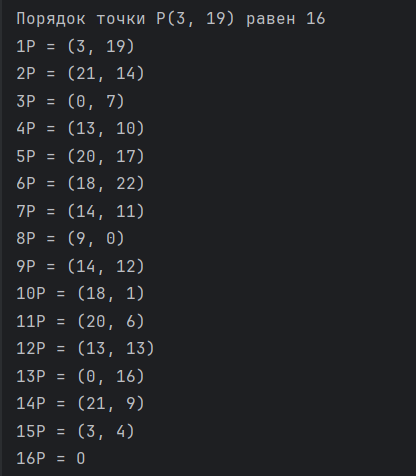 Порядок точки P(3, 19) равен 16
1P = (3, 19)
2P = (21, 14)
3P = (0, 7)
4P = (13, 10)
5P = (20, 17)
6P = (18, 22)
7P = (14, 11)
8P = (9, 0)
9P = (14, 12)
10P = (18, 1)
11P = (20, 6)
12P = (13, 13)
13P = (0, 16)
14P = (21, 9)
15P = (3, 4)
16P = O